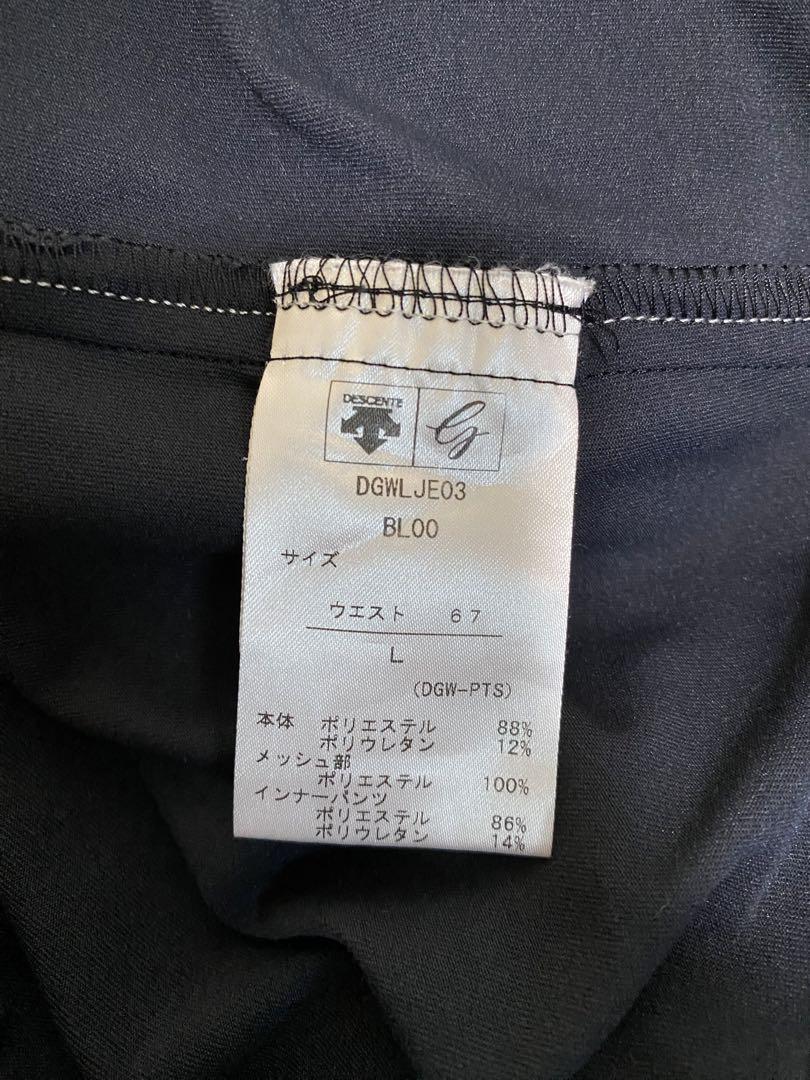 DESCENTE G
DGWLJE03
BL00
サイズ
ウエスト 67
L
(DGW-PTS)
本体 ポリエステル 88%
ポリウレタン 12%
メッシュ部
ポリエステル 100%
インナーパンツ
ポリエステル 86%
ポリウレタン 14%